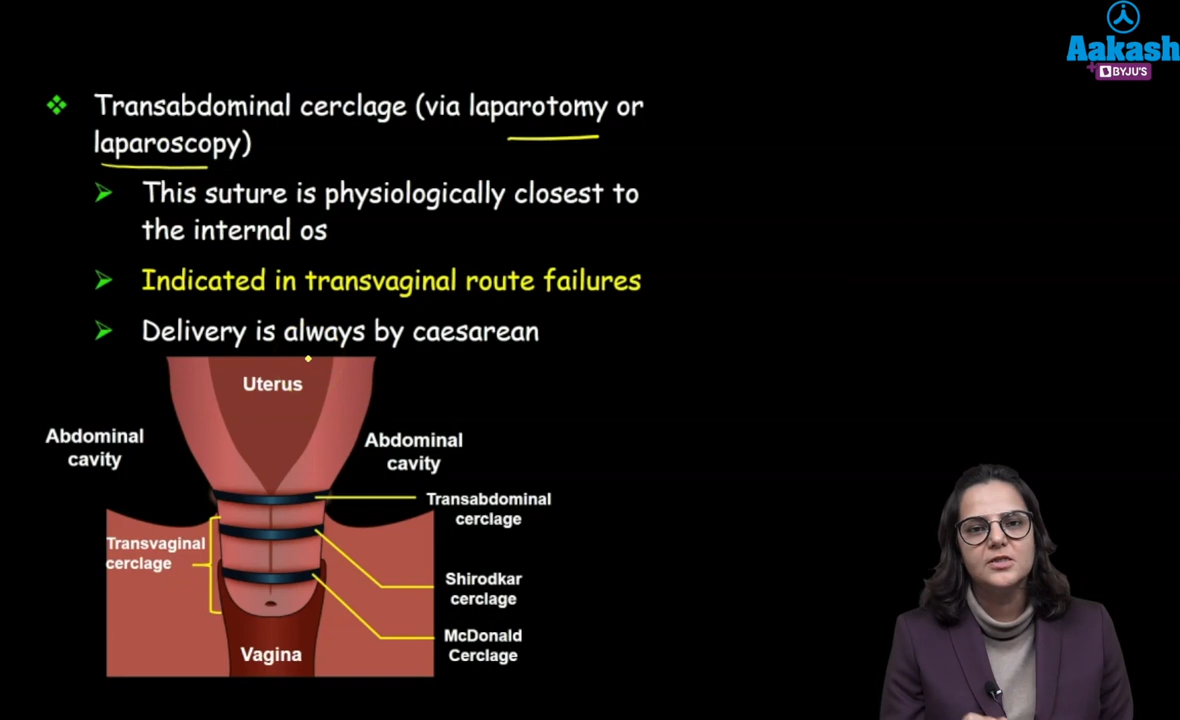 Aakash
+ BYJU'S
Transabdominal cerclage (via laparotomy or
laparoscopy)
This suture is physiologically closest to
the internal os
Indicated in transvaginal route failures
Delivery is always by caesarean
Uterus
Abdominal
cavity
Abdominal
cavity
Transabdominal
cerclage
Transvaginal
cerclage
Shirodkar
cerclage
McDonald
Cerclage
Vagina